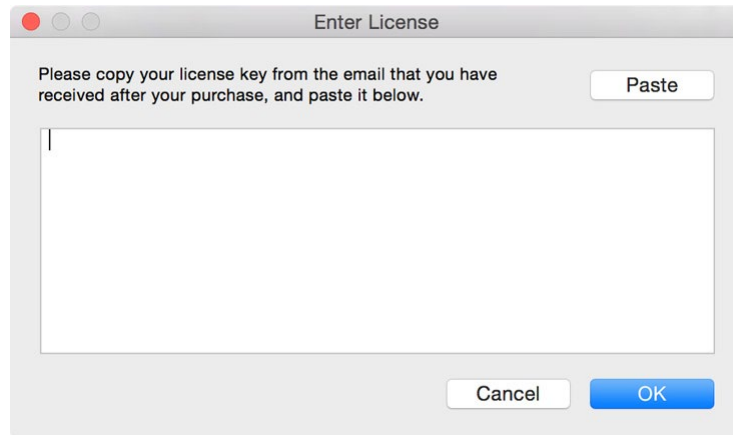 Enter License
Please copy your license key from the email that you have
received after your purchase, and paste it below.
Paste
Cancel
OK